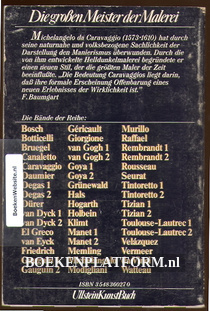 Die großen Meister der Malerei
Michelangelo da Caravaggio (1573-1610) hat durch
seine naturnahe und volksbezogene Sachlichkeit der
Darstellung den Manierismus überwunden. Durch die
von ihm entwickelte Helldunkelmalerei begründete er
einen neuen Stil, der die größten Maler der Zeit
beeinflußte. „Die Bedeutung Caravaggios liegt darin,
daß ihre formale Erscheinung Offenbarung eines
neuen Erlebnisses der Wirklichkeit ist.“
F. Baumgart
Die Bände der Reihe:
Bosch Géricault Murillo
Botticelli Giorgione Raffael
Bruegel van Gogh 1 Rembrandt 1
Canaletto van Gogh 2 Rembrandt 2
Caravaggio Goya 1 Rousseau
Daumier Goya 2 Seurat
Degas 1 Grünewald Tintoretto 1
Degas 2 Hals Tintoretto 2
Dürer Hogarth Tizian 1
van Dyck 1 Holbein Tizian 2
van Dyck 2 Klimt Toulouse-Lautrec 1
El Greco Manet 1 Toulouse-Lautrec 2
van Eyck Manet 2 Velázquez
Friedrich Memling Vermeer
Gauguin 2 Modigliani Watteau
BOEKENPLATFORM.nl
ISBN 3548360270
Ullstein Kunst Buch
BoekenWebsite.nl